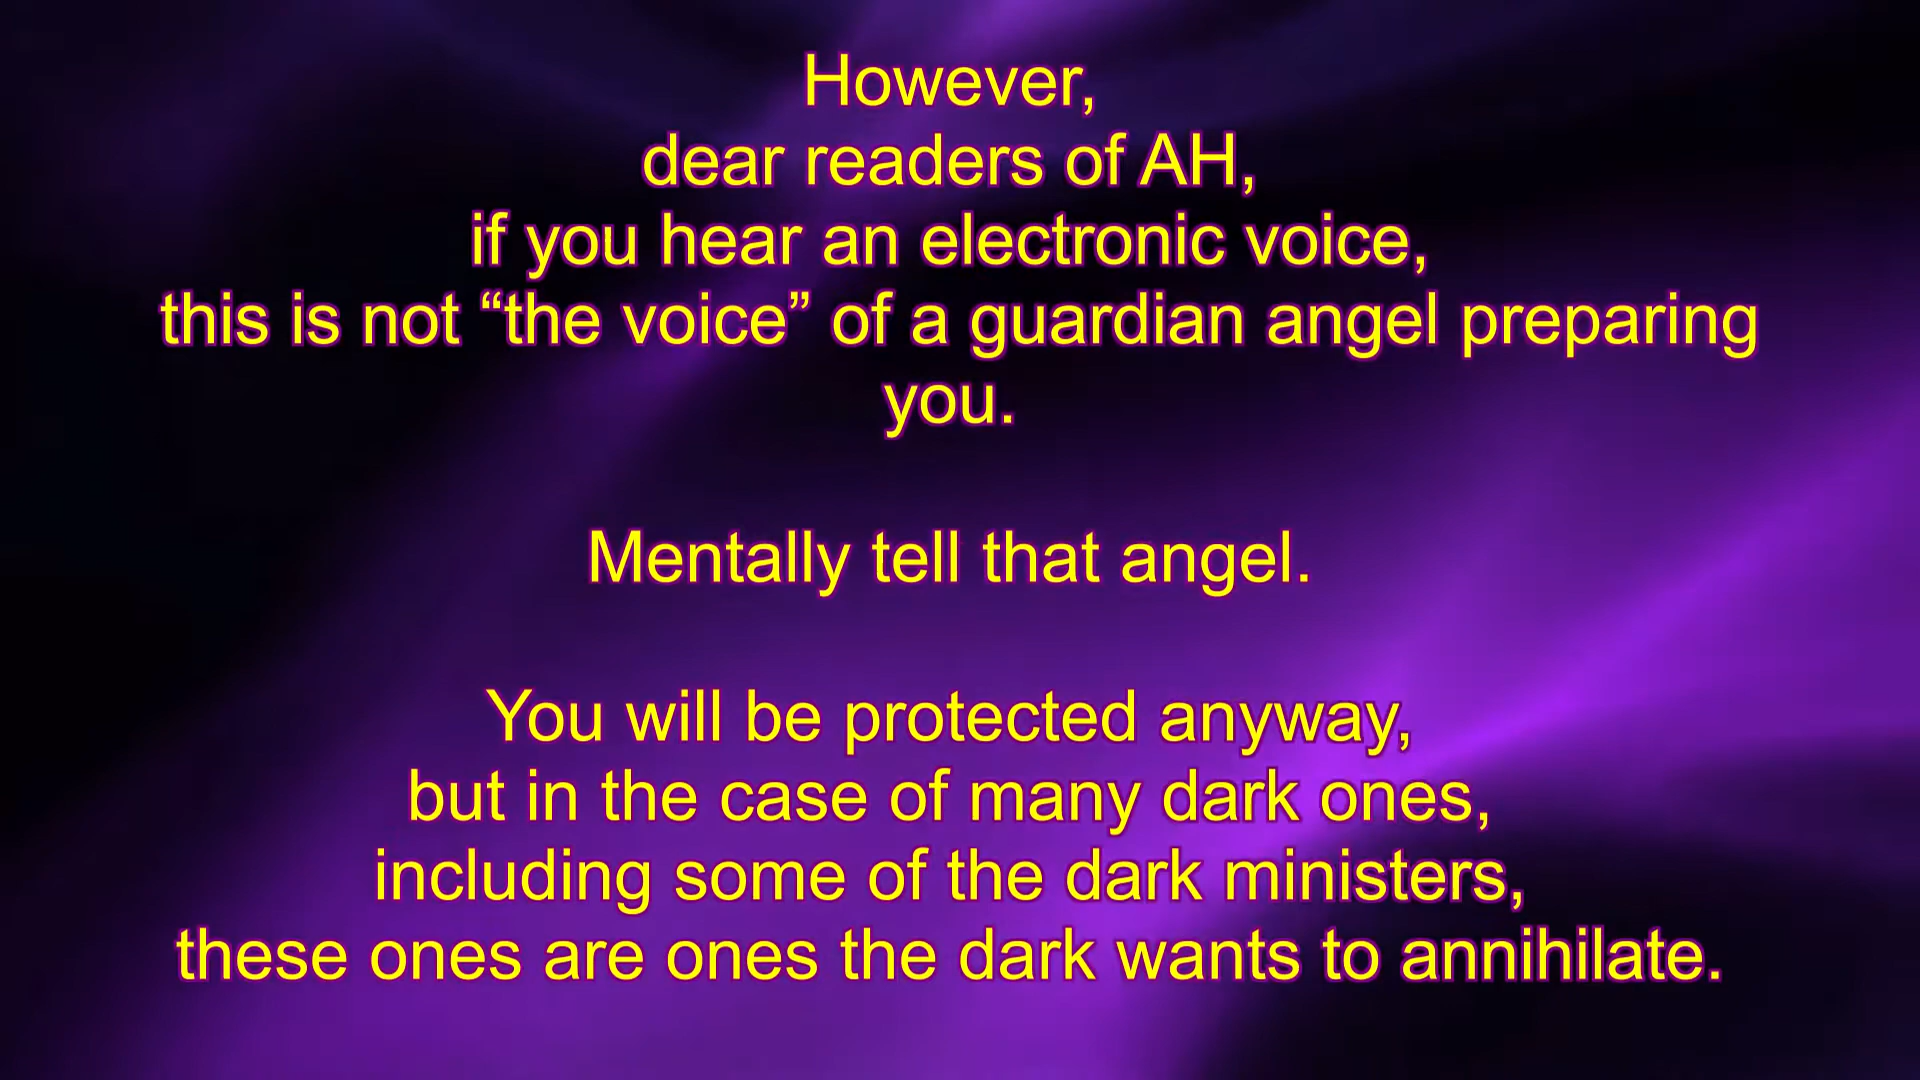 However,
dear readers of AH,
if you hear an electronic voice,
this is not “the voice” of a guardian angel preparing
you.
Mentally tell that angel.
You will be protected anyway,
but in the case of many dark ones,
including some of the dark ministers,
these ones are ones the dark wants to annihilate.